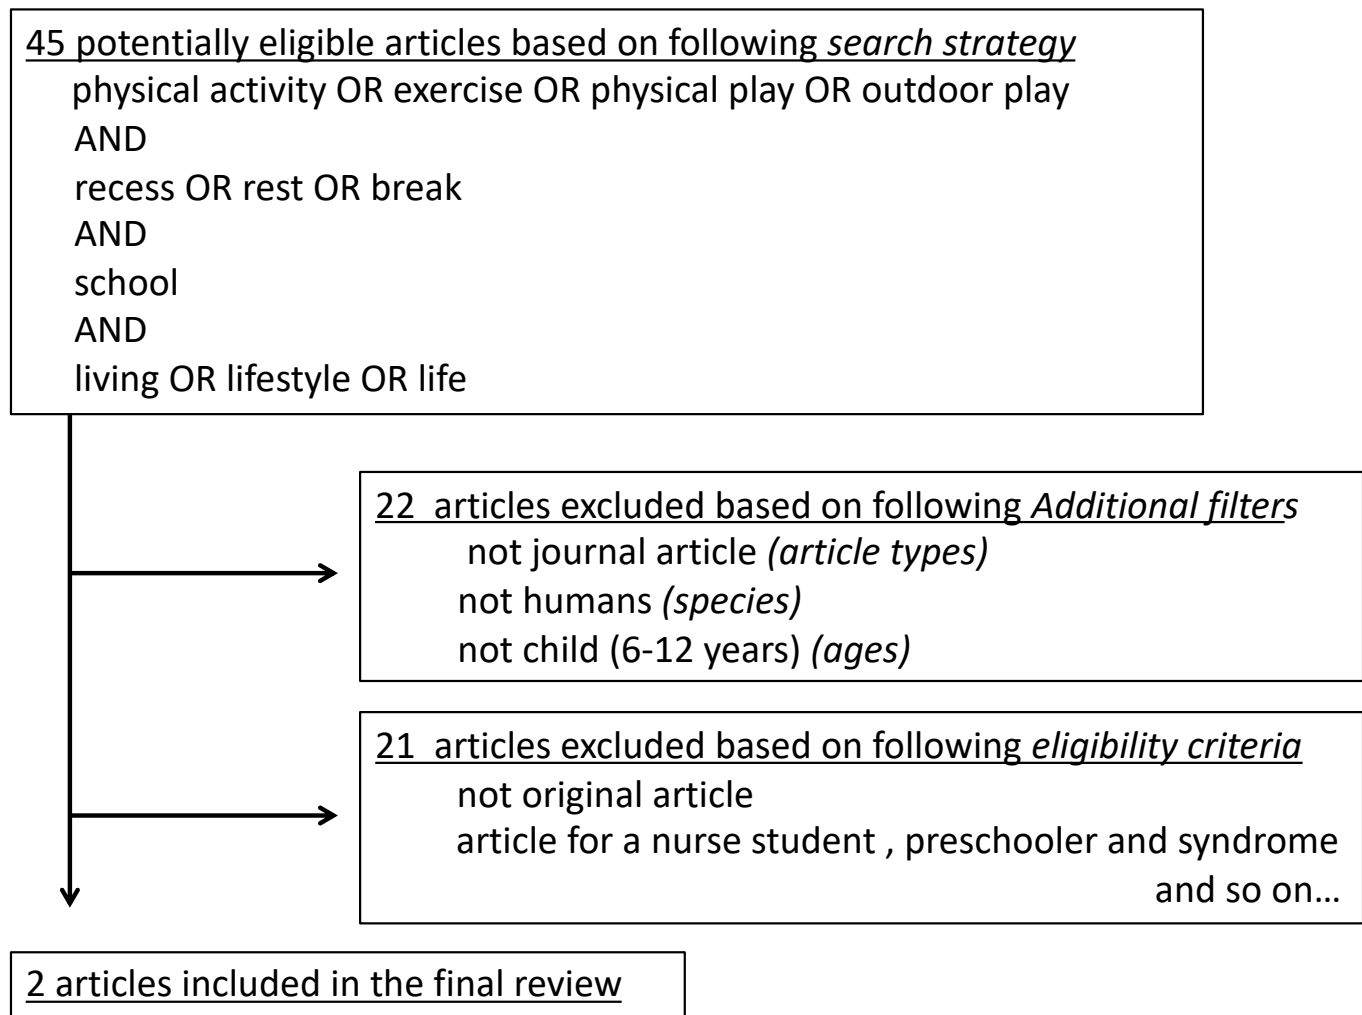 45 potentially eligible articles based on following search strategy
physical activity OR exercise OR physical play OR outdoor play
AND
recess OR rest OR break
AND
school
AND
living OR lifestyle OR life
22 articles excluded based on following Additional filters
not journal article (article types)
not humans (species)
not child (6-12 years) (ages)
21 articles excluded based on following eligibility criteria
not original article
article for a nurse student , preschooler and syndrome
and so on…
2 articles included in the final review